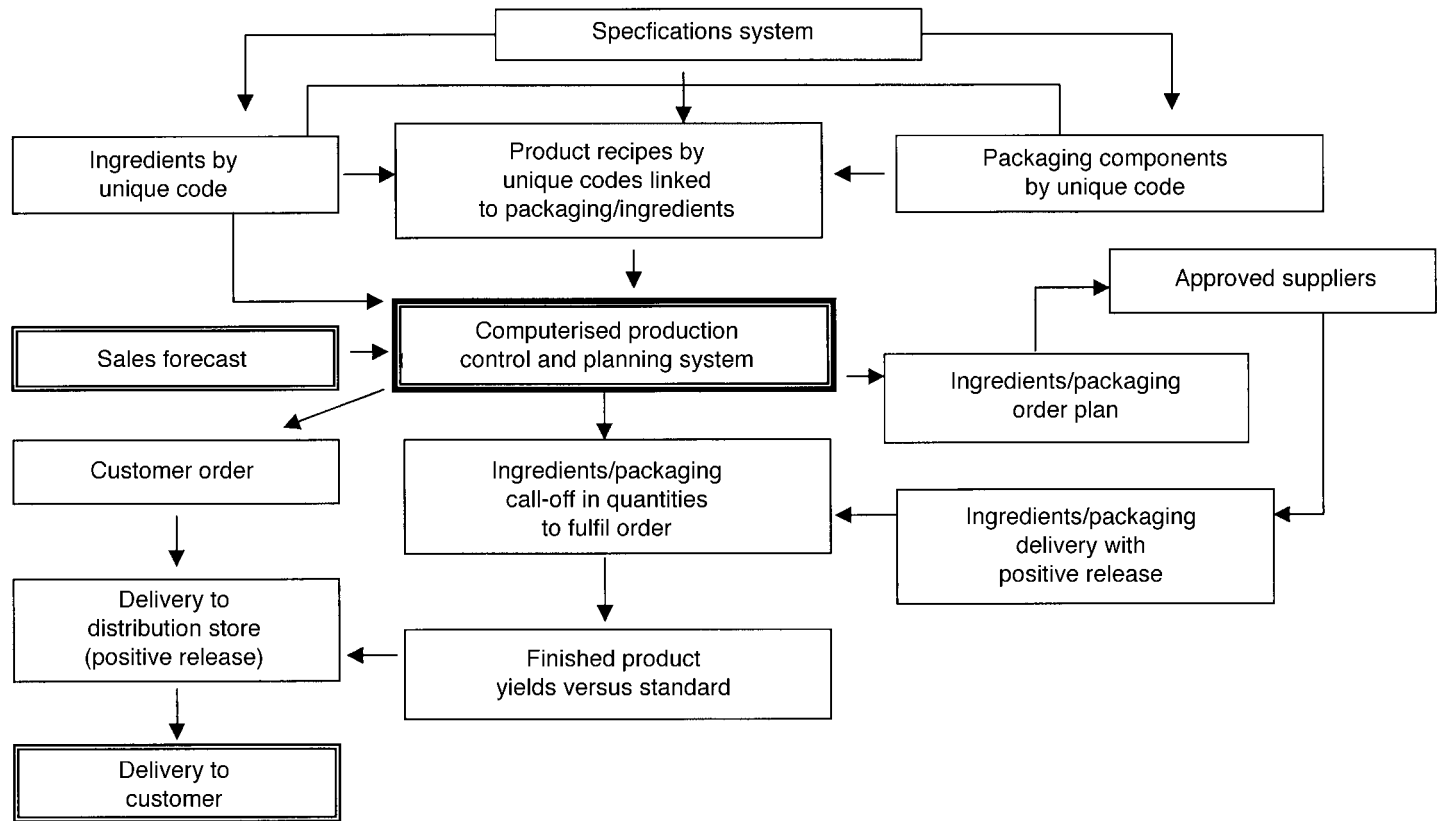 Specfications system
Ingredients by
unique code
Product recipes by
unique codes linked
to packaging/ingredients
Packaging components
by unique code
Approved suppliers
Sales forecast
Computerised production
control and planning system
Ingredients/packaging
order plan
Customer order
Ingredients/packaging
call-off in quantities
to fulfil order
Ingredients/packaging
delivery with
positive release
Delivery to
distribution store
(positive release)
Finished product
yields versus standard
Delivery to
customer